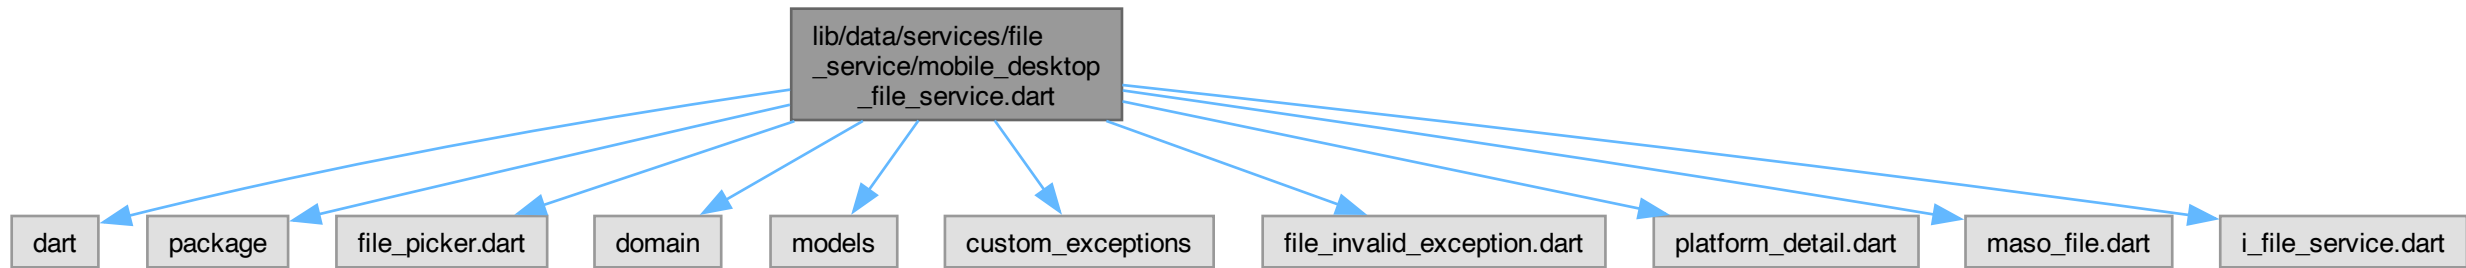 lib/data/services/file
_service/mobile_desktop
_file_service.dart
dart
package
file_picker.dart
domain
models
custom_exceptions
file_invalid_exception.dart
platform_detail.dart
maso_file.dart
i_file_service.dart